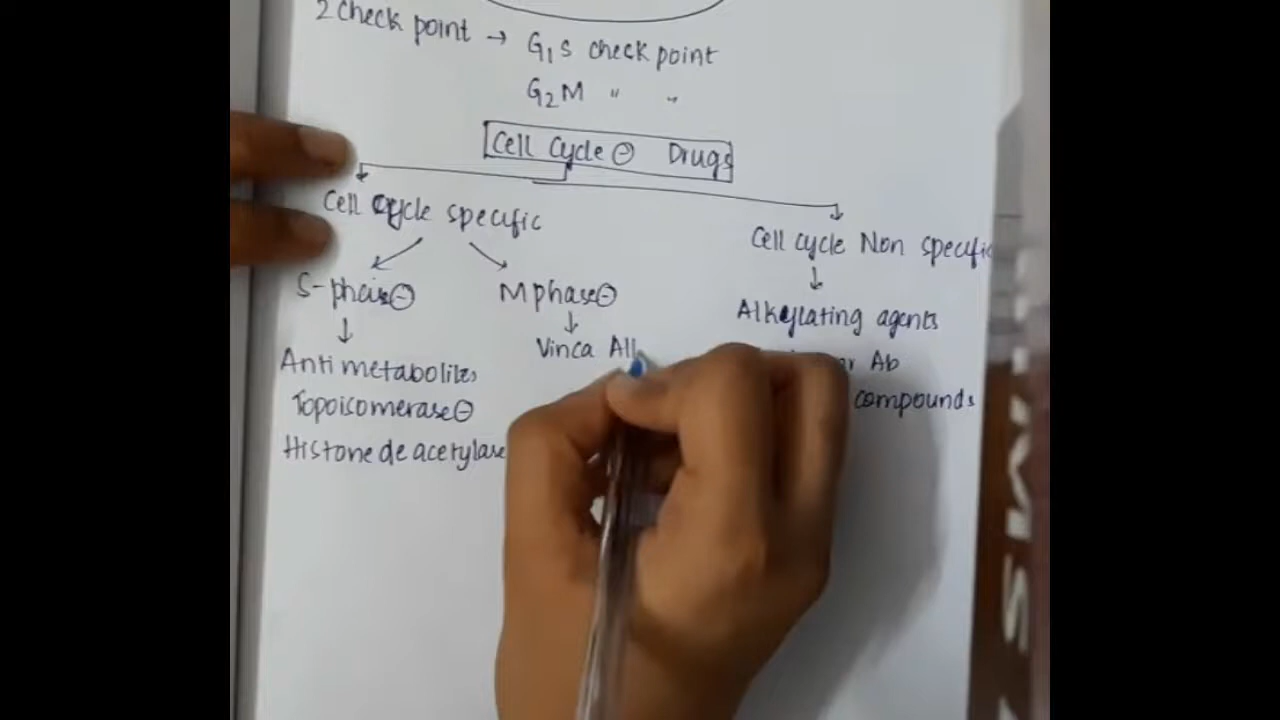 2 check point → G1S check point
G2M " "
Cell Cycle ⊖ Drugs
Cell cycle specific
Cell cycle Non specific
S-phase⊖
M phase⊖
Alkylating agents
Vinca All
Anti metabolites
Ab
Topoisomerase⊖
compounds
Histone de acetylase